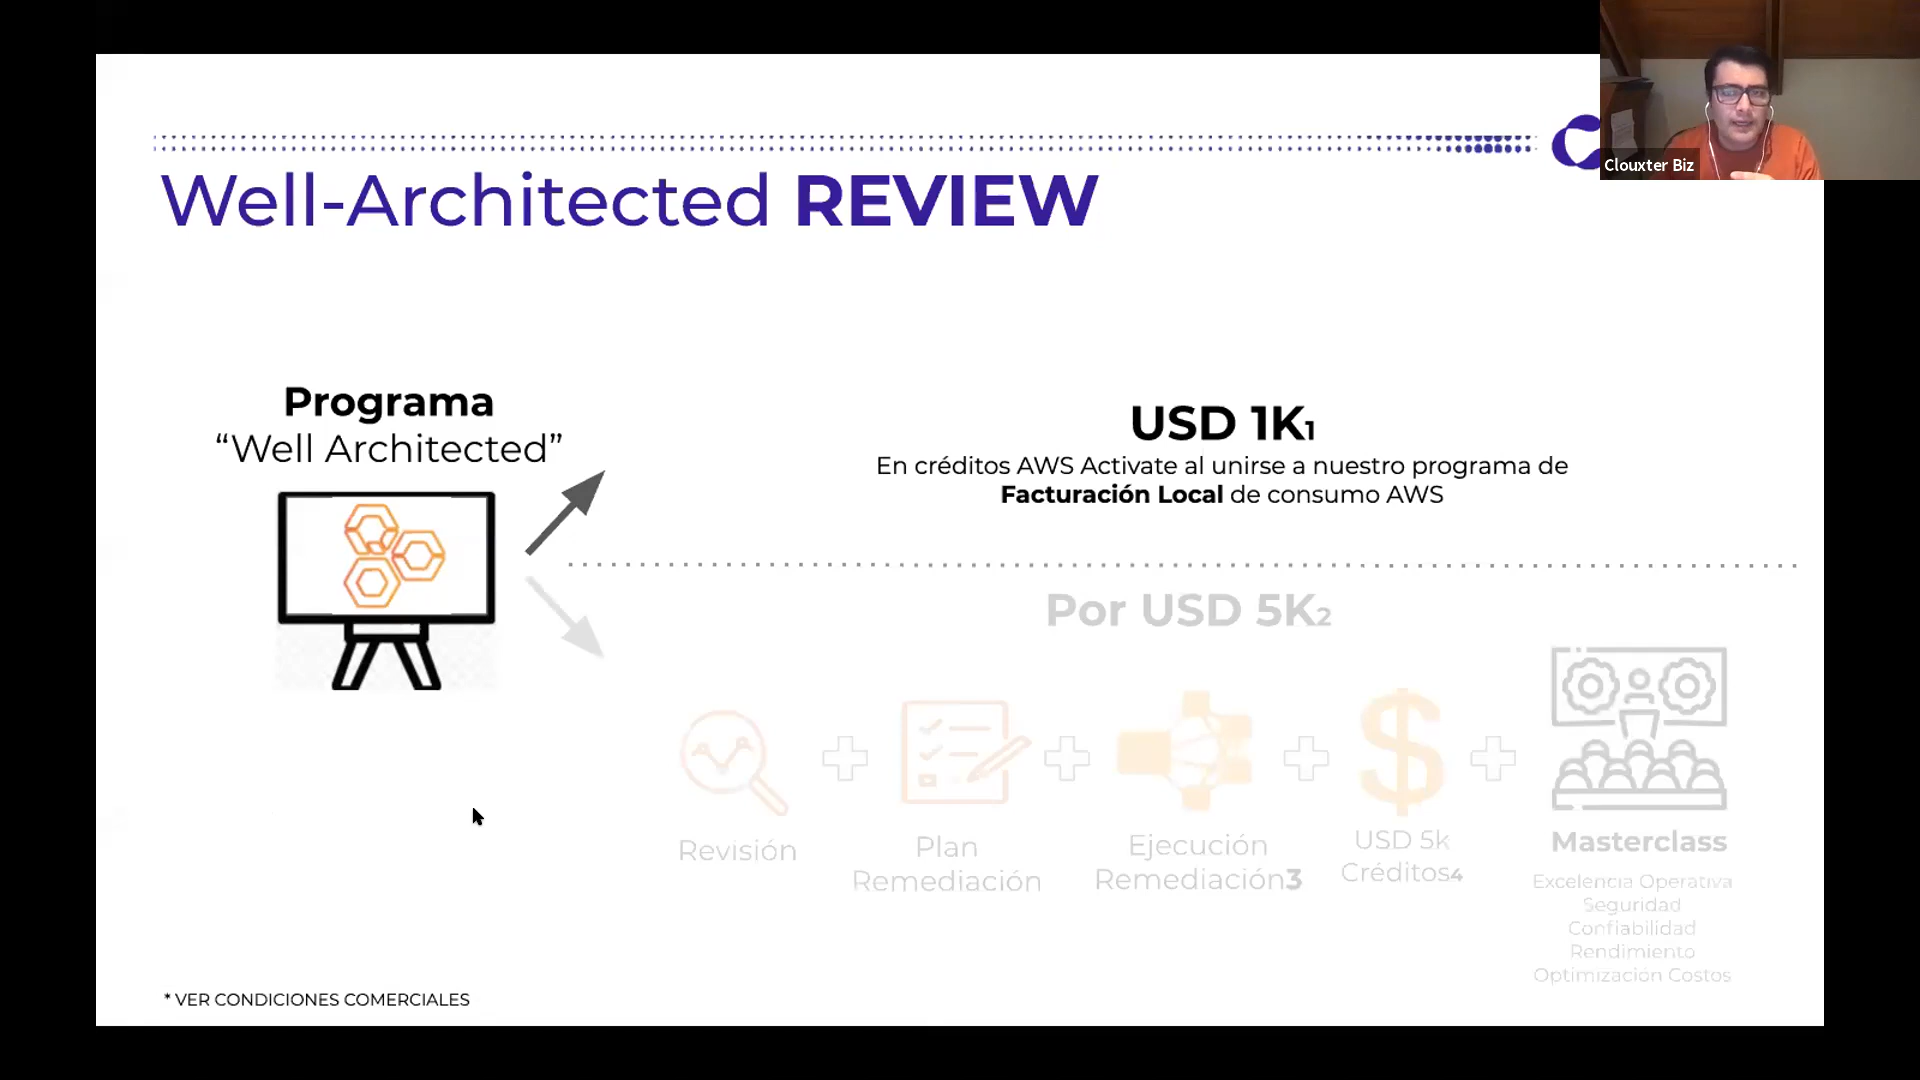 Clouxter Biz
Well-Architected REVIEW
Programa
“Well Architected”
USD 1K1
En créditos AWS Activate al unirse a nuestro programa de
Facturación Local de consumo AWS
Por USD 5K2
Revisión
Plan
Remediación
Ejecución
Remediación3
USD 5k
Créditos4
Masterclass
Excelencia Operativa
Seguridad
Confiabilidad
Rendimiento
Optimización Costos
* VER CONDICIONES COMERCIALES